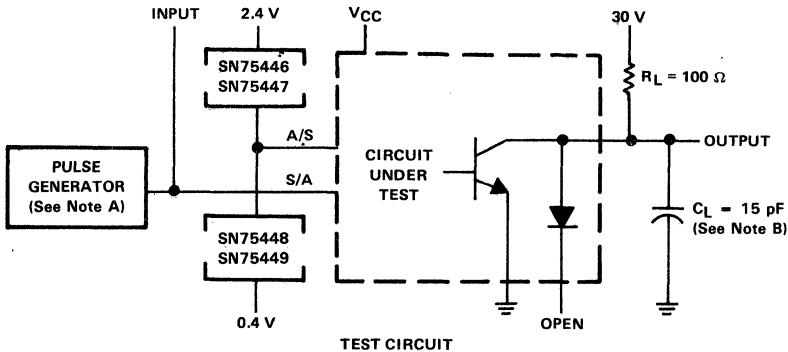 INPUT
2.4 V
VCC
30 V
SN75446
SN75447
RL = 100 Ω
A/S
OUTPUT
PULSE
GENERATOR
(See Note A)
S/A
CIRCUIT
UNDER
TEST
CL = 15 pF
(See Note B)
SN75448
SN75449
0.4 V
OPEN
TEST CIRCUIT